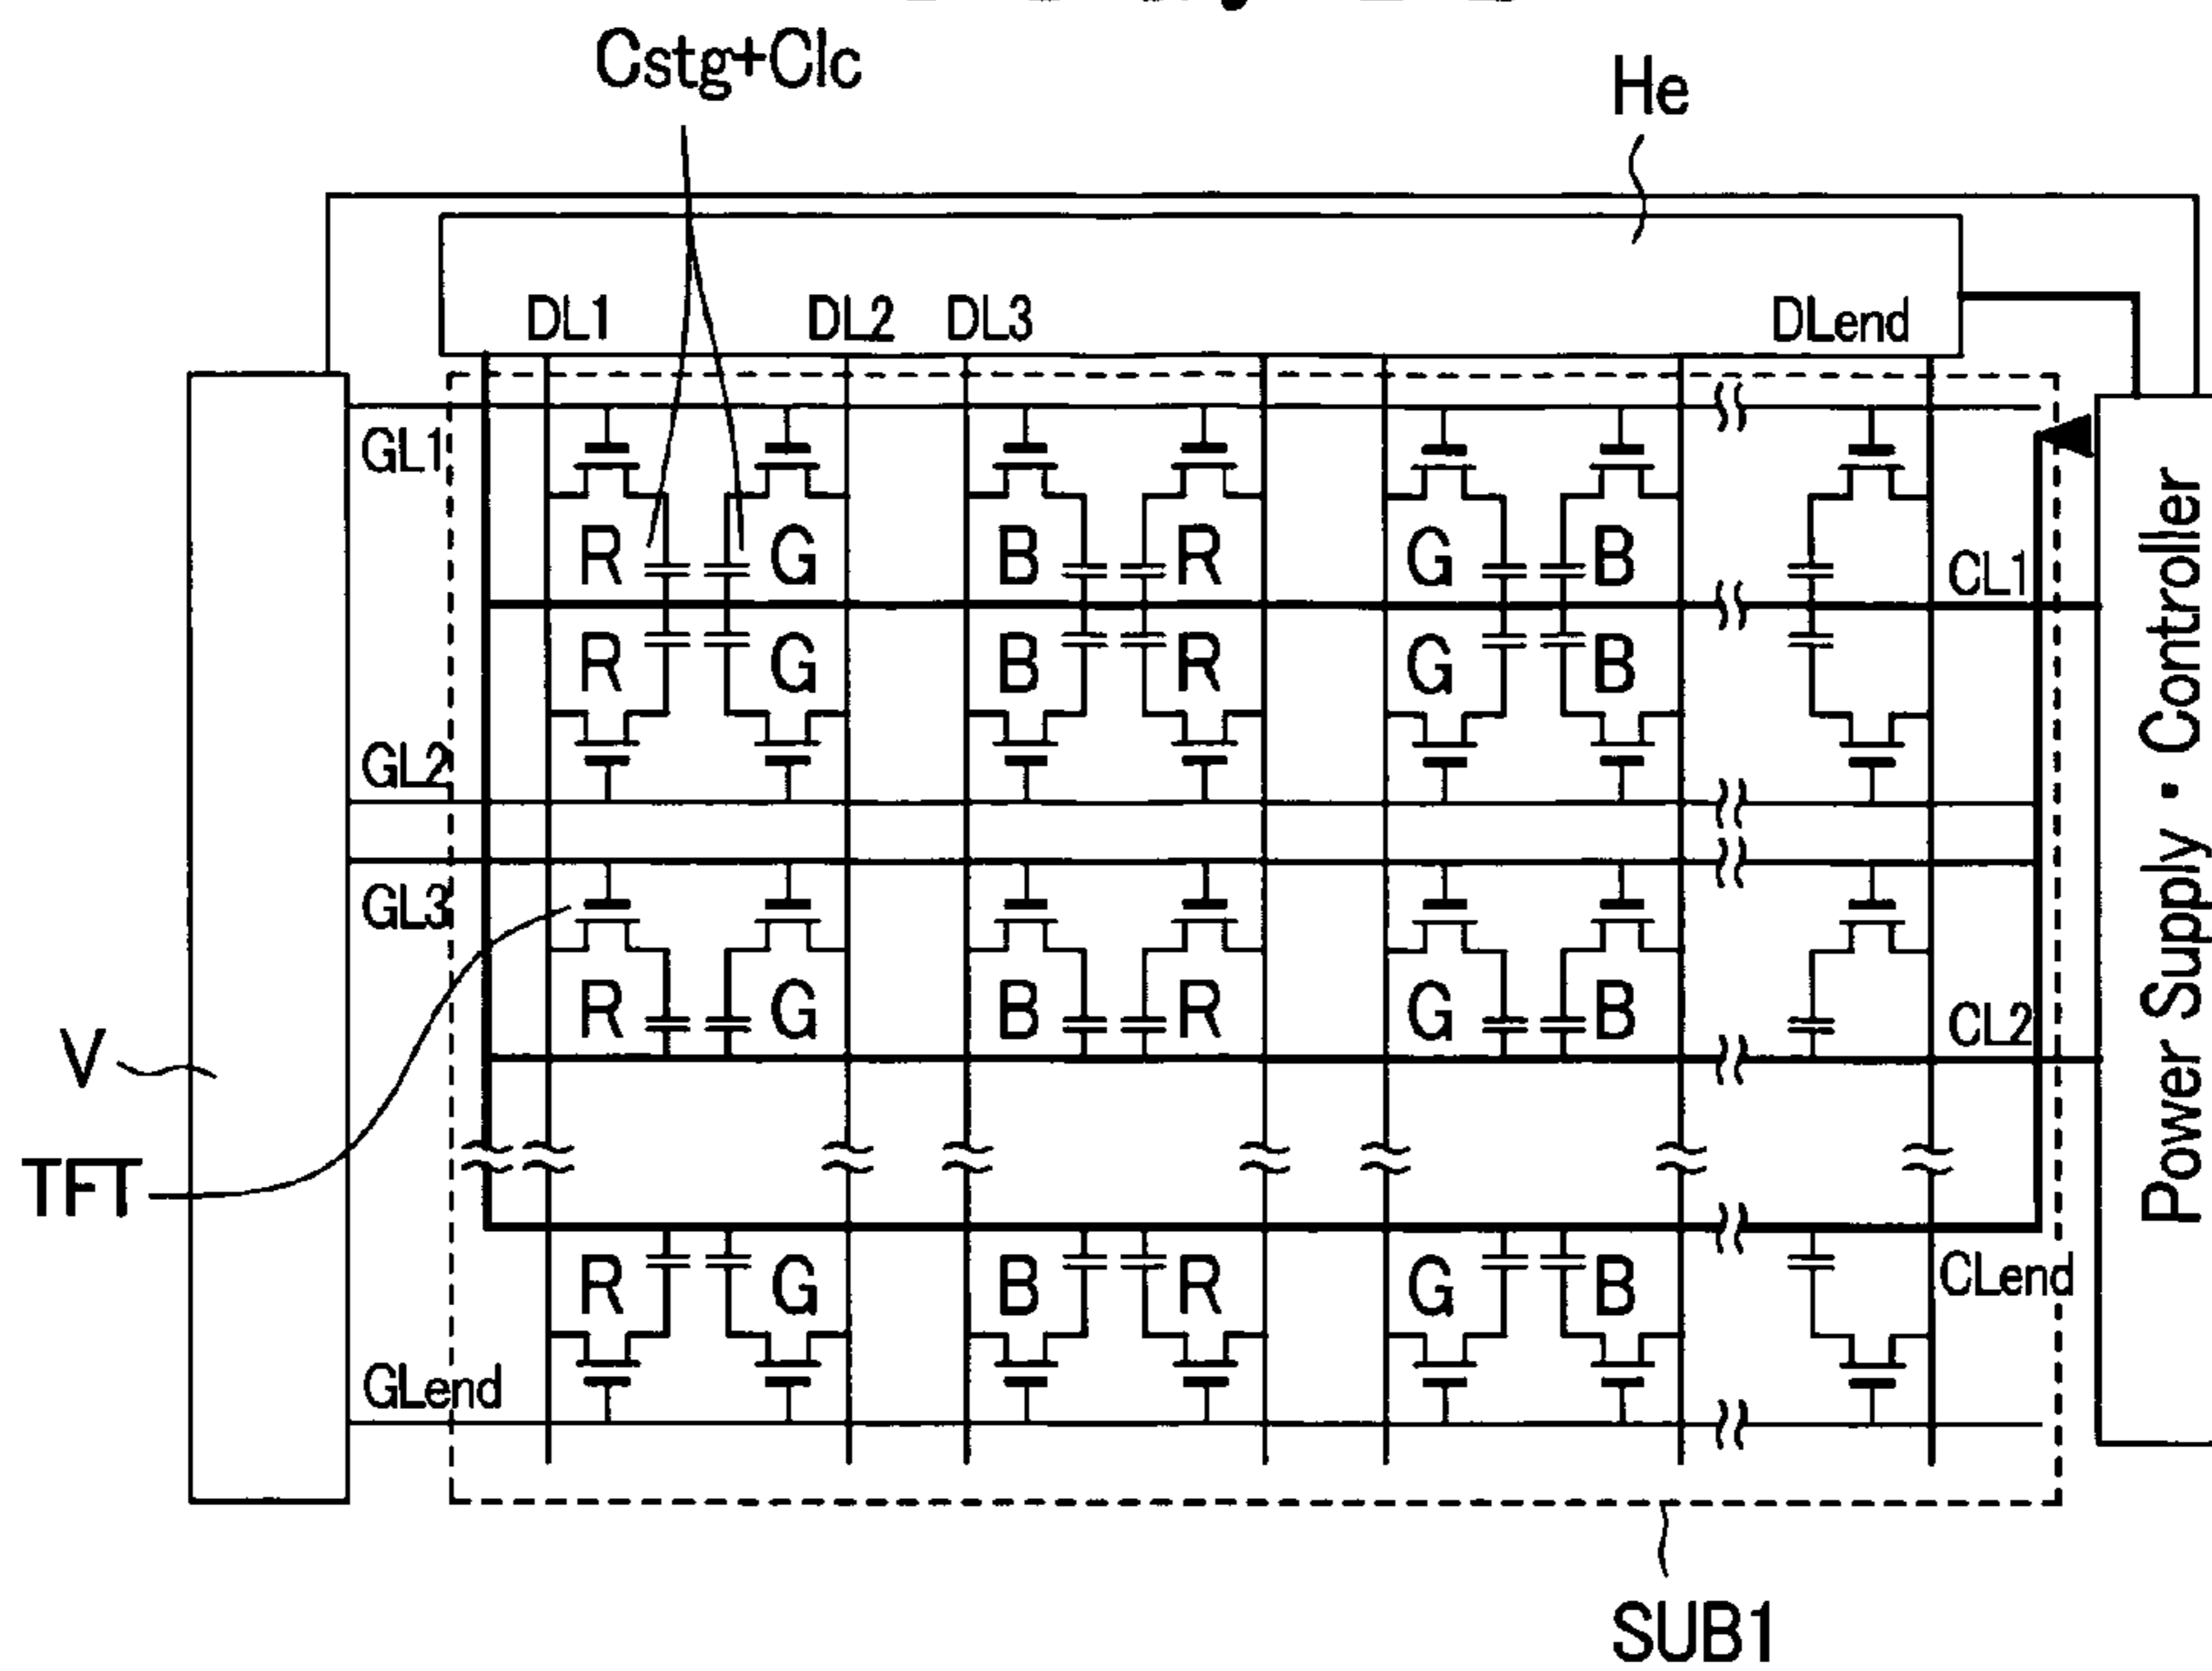 Cstg+Clc
He
DL1 DL2 DL3 DLend
GL1
R G B R G B
CL1
R G B R G B
GL2
GL3
R G B R G B
CL2
V
TFT
R G B R G B
CLend
GLend
Power Supply・Controller
SUB1